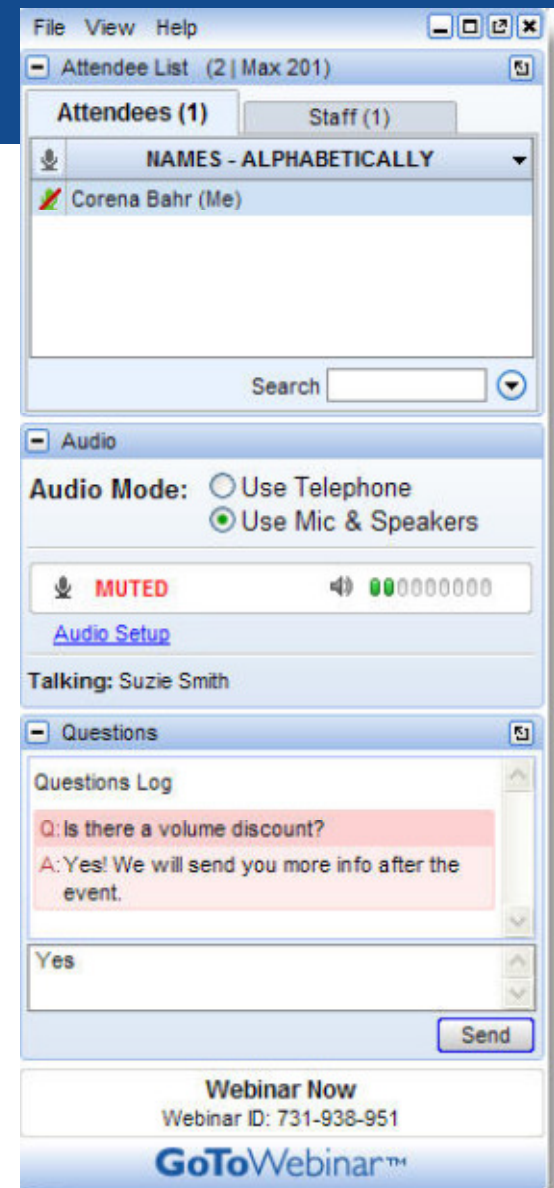 File View Help
Attendee List (2 | Max 201)
Attendees (1) Staff (1)
NAMES - ALPHABETICALLY
Corena Bahr (Me)
Search
Audio
Audio Mode: Use Telephone
Use Mic & Speakers
MUTED
Audio Setup
Talking: Suzie Smith
Questions
Questions Log
Q: Is there a volume discount?
A: Yes! We will send you more info after the
event.
Yes
Send
Webinar Now
Webinar ID: 731-938-951
GoToWebinar™